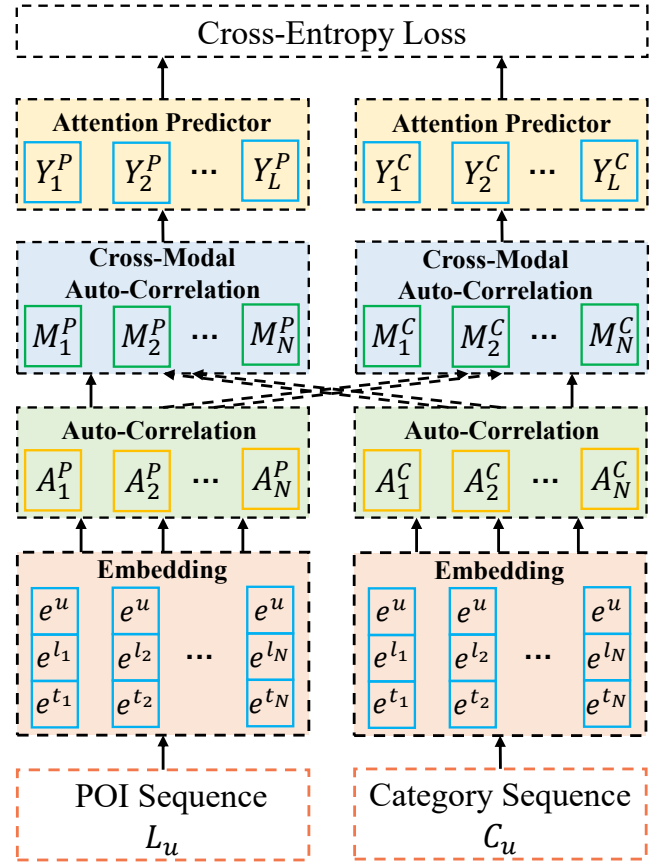 Cross-Entropy Loss
Attention Predictor
Y_1^P Y_2^P ... Y_L^P
Attention Predictor
Y_1^C Y_2^C ... Y_L^C
Cross-Modal
Auto-Correlation
M_1^P M_2^P ... M_N^P
Cross-Modal
Auto-Correlation
M_1^C M_2^C ... M_N^C
Auto-Correlation
A_1^P A_2^P ... A_N^P
Auto-Correlation
A_1^C A_2^C ... A_N^C
Embedding
e^u e^u e^u
e^{l_1} e^{l_2} ... e^{l_N}
e^{t_1} e^{t_2} e^{t_N}
Embedding
e^u e^u e^u
e^{l_1} e^{l_2} ... e^{l_N}
e^{t_1} e^{t_2} e^{t_N}
POI Sequence
L_u
Category Sequence
C_u